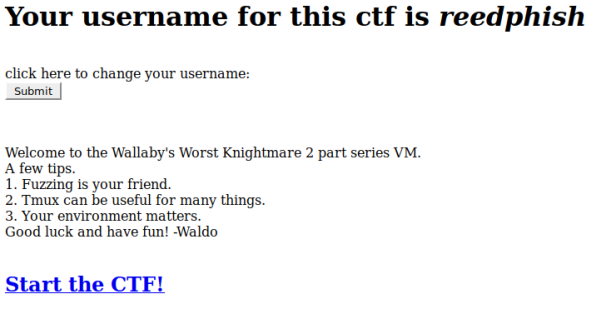 Your username for this ctf is reedphish
click here to change your username:
Submit
Welcome to the Wallaby's Worst Knightmare 2 part series VM.
A few tips.
1. Fuzzing is your friend.
2. Tmux can be useful for many things.
3. Your environment matters.
Good luck and have fun! -Waldo
Start the CTF!